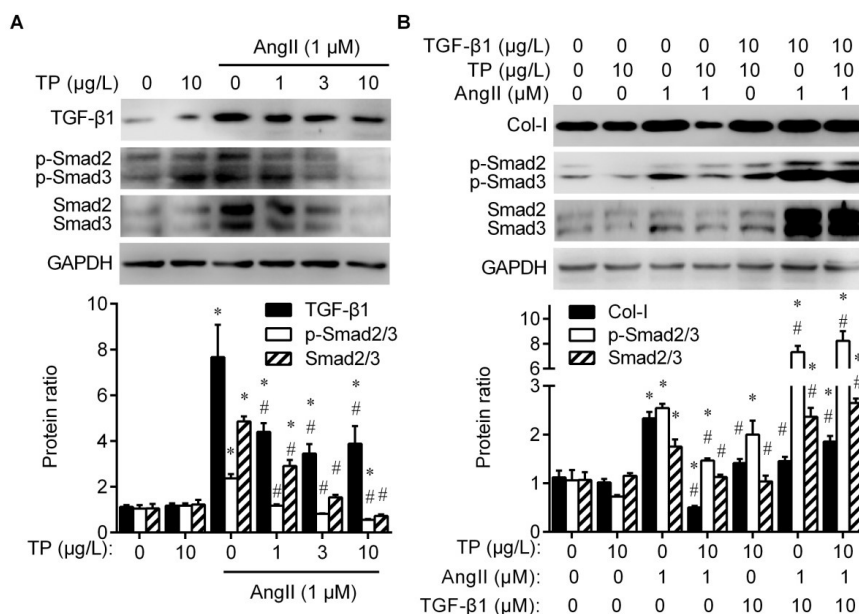 A
AngII (1 µM)
TP (µg/L) 0 10 0 1 3 10
TGF-β1
p-Smad2
p-Smad3
Smad2
Smad3
GAPDH
10
8
6
4
2
0
Protein ratio
TGF-β1
p-Smad2/3
Smad2/3
* * * * # * # * # * # # # # * # #
TP (µg/L): 0 10 0 1 3 10
AngII (1 µM)
B
TGF-β1 (µg/L) 0 0 0 0 10 10 10
TP (µg/L) 0 10 0 10 10 0 10
AngII (µM) 0 0 1 1 0 1 1
Col-I
p-Smad2
p-Smad3
Smad2
Smad3
GAPDH
10
8
6
4
3
2
1
0
Protein ratio
Col-I
p-Smad2/3
Smad2/3
* * * * # * # # # * # # * # * # # * # * #
TP (µg/L): 0 10 0 10 10 0 10
AngII (µM): 0 0 1 1 0 1 1
TGF-β1 (µM): 0 0 0 0 10 10 10